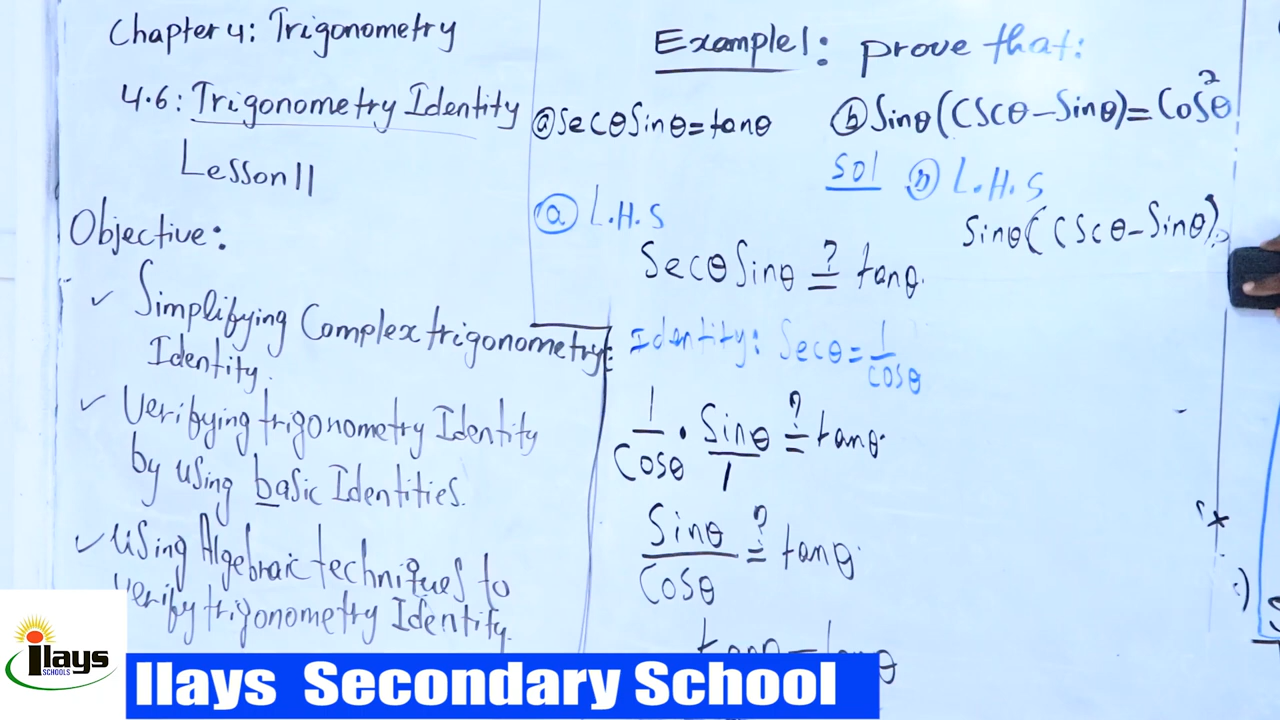 Chapter 4: Trigonometry
4.6: Trigonometry Identity
Lesson 11
Objective:
✓ Simplifying Complex trigonometry
Identity.
✓ Verifying trigonometry Identity
by using basic Identities.
✓ Using Algebraic techniques to
verify trigonometry Identity.
Example1: prove that:
ⓐ Secθ Sinθ = tanθ
ⓑ Sinθ(Cscθ - Sinθ) = Cos²θ
Sol
ⓐ L.H.S
Secθ Sinθ ?= tanθ.
Identity: Secθ = 1/Cosθ
1/Cosθ · Sinθ/1 ?= tanθ.
Sinθ/Cosθ ?= tanθ.
tanθ = tanθ
ⓑ L.H.S
Sinθ(Cscθ - Sinθ)
ilays
SCHOOLS
Ilays Secondary School